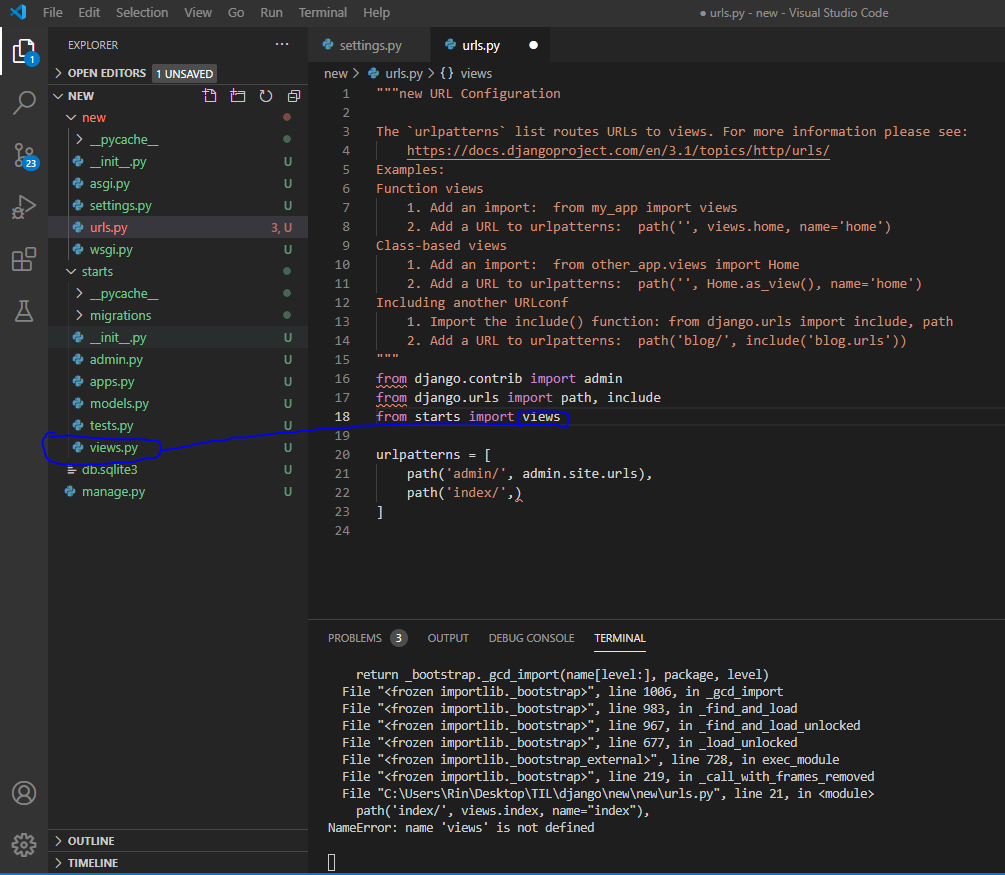 File Edit Selection View Go Run Terminal Help
● urls.py - new - Visual Studio Code
EXPLORER ···
settings.py
urls.py ●
OPEN EDITORS 1 UNSAVED
new > urls.py > {} views
NEW
new
__pycache__
__init__.py U
asgi.py U
settings.py U
urls.py 3, U
wsgi.py U
starts
__pycache__
migrations
__init__.py U
admin.py U
apps.py U
models.py U
tests.py U
views.py U
db.sqlite3 U
manage.py U
OUTLINE
TIMELINE
1
23
1 """new URL Configuration
2
3 The `urlpatterns` list routes URLs to views. For more information please see:
4     https://docs.djangoproject.com/en/3.1/topics/http/urls/
5 Examples:
6 Function views
7     1. Add an import:  from my_app import views
8     2. Add a URL to urlpatterns:  path('', views.home, name='home')
9 Class-based views
10     1. Add an import:  from other_app.views import Home
11     2. Add a URL to urlpatterns:  path('', Home.as_view(), name='home')
12 Including another URLconf
13     1. Import the include() function: from django.urls import include, path
14     2. Add a URL to urlpatterns:  path('blog/', include('blog.urls'))
15 """
16 from django.contrib import admin
17 from django.urls import path, include
18 from starts import views
19
20 urlpatterns = [
21     path('admin/', admin.site.urls),
22     path('index/',)
23 ]
24
PROBLEMS 3 OUTPUT DEBUG CONSOLE TERMINAL
    return _bootstrap._gcd_import(name[level:], package, level)
  File "<frozen importlib._bootstrap>", line 1006, in _gcd_import
  File "<frozen importlib._bootstrap>", line 983, in _find_and_load
  File "<frozen importlib._bootstrap>", line 967, in _find_and_load_unlocked
  File "<frozen importlib._bootstrap>", line 677, in _load_unlocked
  File "<frozen importlib._bootstrap_external>", line 728, in exec_module
  File "<frozen importlib._bootstrap>", line 219, in _call_with_frames_removed
  File "C:\Users\Rin\Desktop\TIL\django\new\new\urls.py", line 21, in <module>
    path('index/', views.index, name="index"),
NameError: name 'views' is not defined